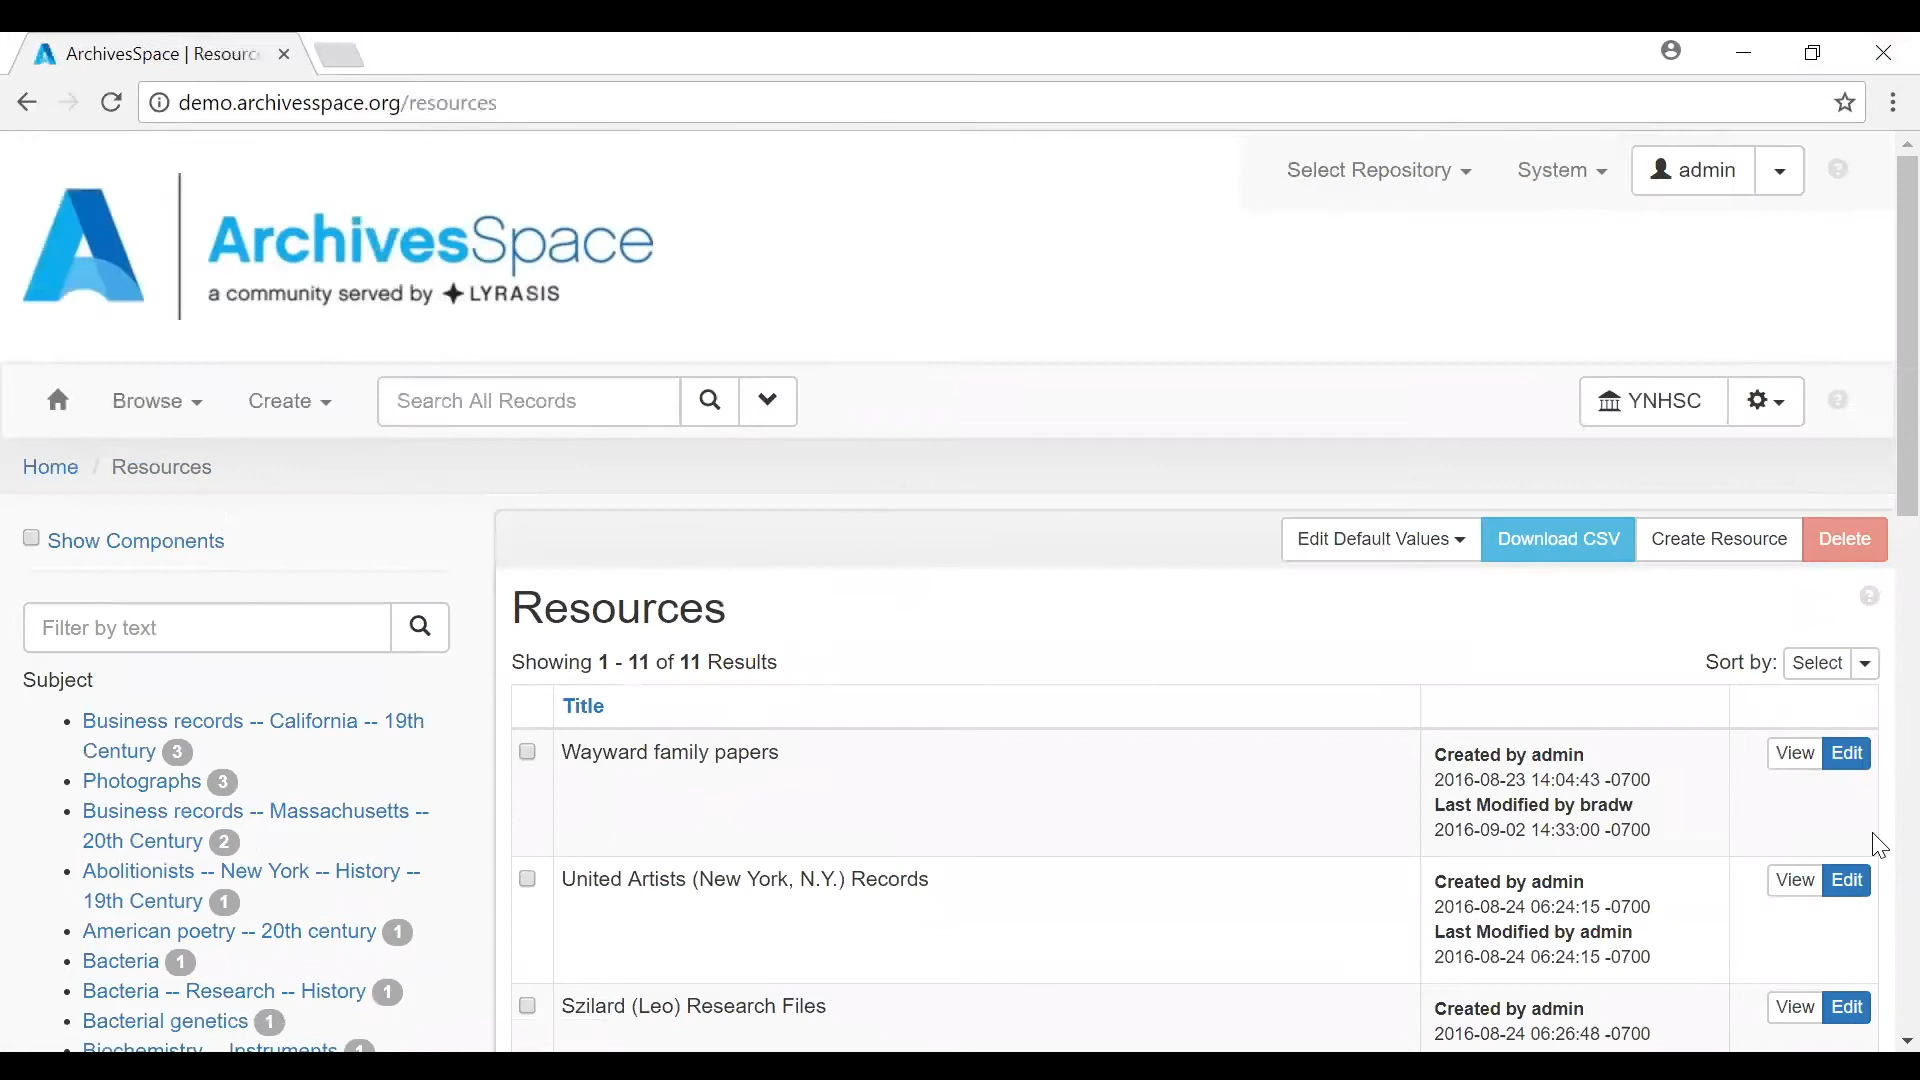 ArchivesSpace | Resourc
demo.archivesspace.org/resources
Select Repository
System
admin
ArchivesSpace
a community served by LYRASIS
Browse
Create
Search All Records
YNHSC
Home / Resources
Show Components
Edit Default Values
Download CSV
Create Resource
Delete
Filter by text
Subject
Business records -- California -- 19th
Century 3
Photographs 3
Business records -- Massachusetts --
20th Century 2
Abolitionists -- New York -- History --
19th Century 1
American poetry -- 20th century 1
Bacteria 1
Bacteria -- Research -- History 1
Bacterial genetics 1
Biochemistry -- Instruments 1
Resources
Showing 1 - 11 of 11 Results
Sort by: Select
Title
Wayward family papers
Created by admin
2016-08-23 14:04:43 -0700
Last Modified by bradw
2016-09-02 14:33:00 -0700
View Edit
United Artists (New York, N.Y.) Records
Created by admin
2016-08-24 06:24:15 -0700
Last Modified by admin
2016-08-24 06:24:15 -0700
View Edit
Szilard (Leo) Research Files
Created by admin
2016-08-24 06:26:48 -0700
View Edit